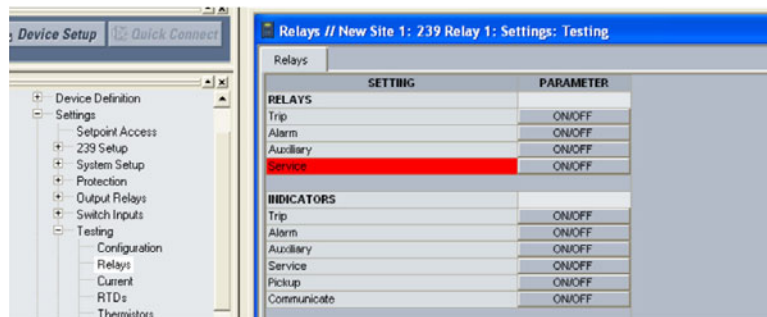 Device Setup
Quick Connect
Device Definition
Settings
Setpoint Access
239 Setup
System Setup
Protection
Output Relays
Switch Inputs
Testing
Configuration
Relays
Current
RTDs
Thermistors
Relays // New Site 1: 239 Relay 1: Settings: Testing
Relays
SETTING PARAMETER
RELAYS
Trip ON/OFF
Alarm ON/OFF
Auxiliary ON/OFF
Service ON/OFF
INDICATORS
Trip ON/OFF
Alarm ON/OFF
Auxiliary ON/OFF
Service ON/OFF
Pickup ON/OFF
Communicate ON/OFF